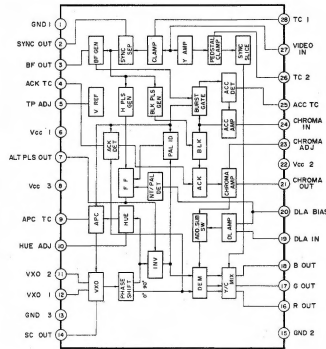 GND 1 1
SYNC OUT 2
BF OUT 3
ACK TC 4
TP ADJ 5
Vcc 1 6
ALT PLS OUT 7
Vcc 3 8
APC TC 9
HUE ADJ 10
VXO 2 11
VXO 1 12
GND 3 13
SC OUT 14
28 TC 1
27 VIDEO IN
26 TC 2
25 ACC TC
24 CHROMA IN
23 CHROMA ADJ
22 Vcc 2
21 CHROMA OUT
20 DLA BIAS
19 DLA IN
18 B OUT
17 G OUT
16 R OUT
15 GND 2
BF GEN
SYNC SEP
CLAMP
Y AMP
PEDSTAL CLAMP
SYNC SLICE
V REF
X PLS GEN
BLK PLS GEN
BURST GATE
ACC DET
ACC AMP
ACK DET
PAL ID
BLK
F F
NT/PAL DET
ACK
CHROMA AMP
APC
HUE
ADD SUB SW
DL AMP
INV
VXO
PHASE SHIFT
0° 90°
DEM
Y/C MIX